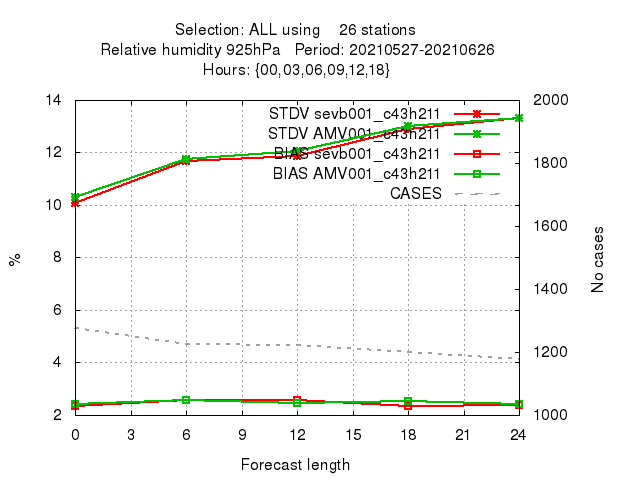 Selection: ALL using 26 stations
Relative humidity 925hPa Period: 20210527-20210626
Hours: {00,03,06,09,12,18}
14
12
10
8
6
4
2
%
2000
1800
1600
1400
1200
1000
No cases
STDV sevb001_c43h211
STDV AMV001_c43h211
BIAS sevb001_c43h211
BIAS AMV001_c43h211
CASES
0 3 6 9 12 15 18 21 24
Forecast length